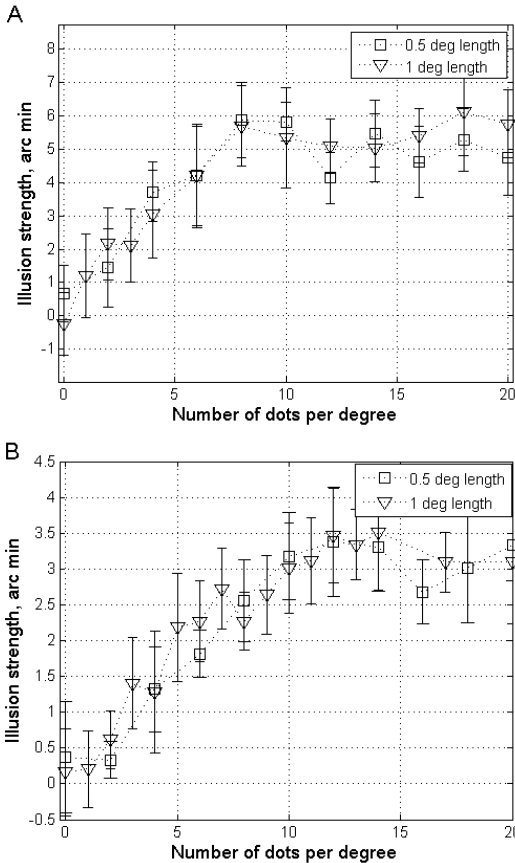 A
8
7
6
5
4
3
2
1
0
-1
Illusion strength, arc min
0.5 deg length
1 deg length
0 5 10 15 20
Number of dots per degree
B
4.5
4
3.5
3
2.5
2
1.5
1
0.5
0
-0.5
Illusion strength, arc min
0.5 deg length
1 deg length
0 5 10 15 20
Number of dots per degree